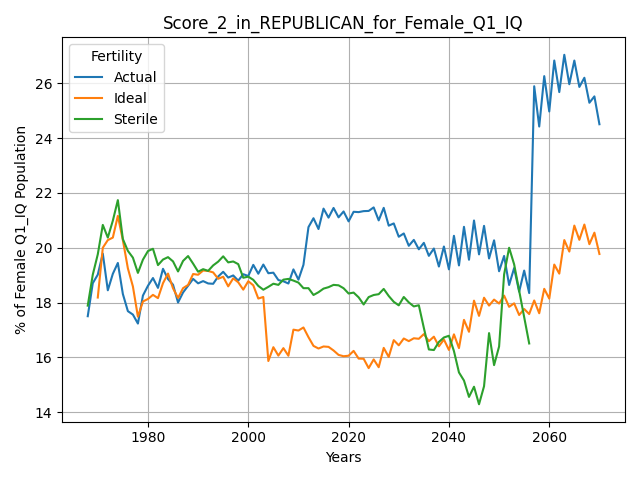 Score_2_in_REPUBLICAN_for_Female_Q1_IQ
Fertility
Actual
Ideal
Sterile
% of Female Q1_IQ Population
26
24
22
20
18
16
14
1980
2000
2020
2040
2060
Years